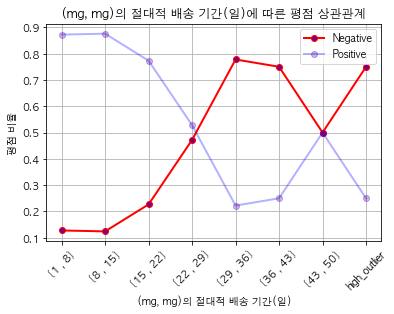 (mg, mg)의 절대적 배송 기간(일)에 따른 평점 상관관계
Negative
Positive
평점 비율
0.9
0.8
0.7
0.6
0.5
0.4
0.3
0.2
0.1
(1 , 8)
(8 , 15)
(15 , 22)
(22 , 29)
(29 , 36)
(36 , 43)
(43 , 50)
high_outlier
(mg, mg)의 절대적 배송 기간(일)